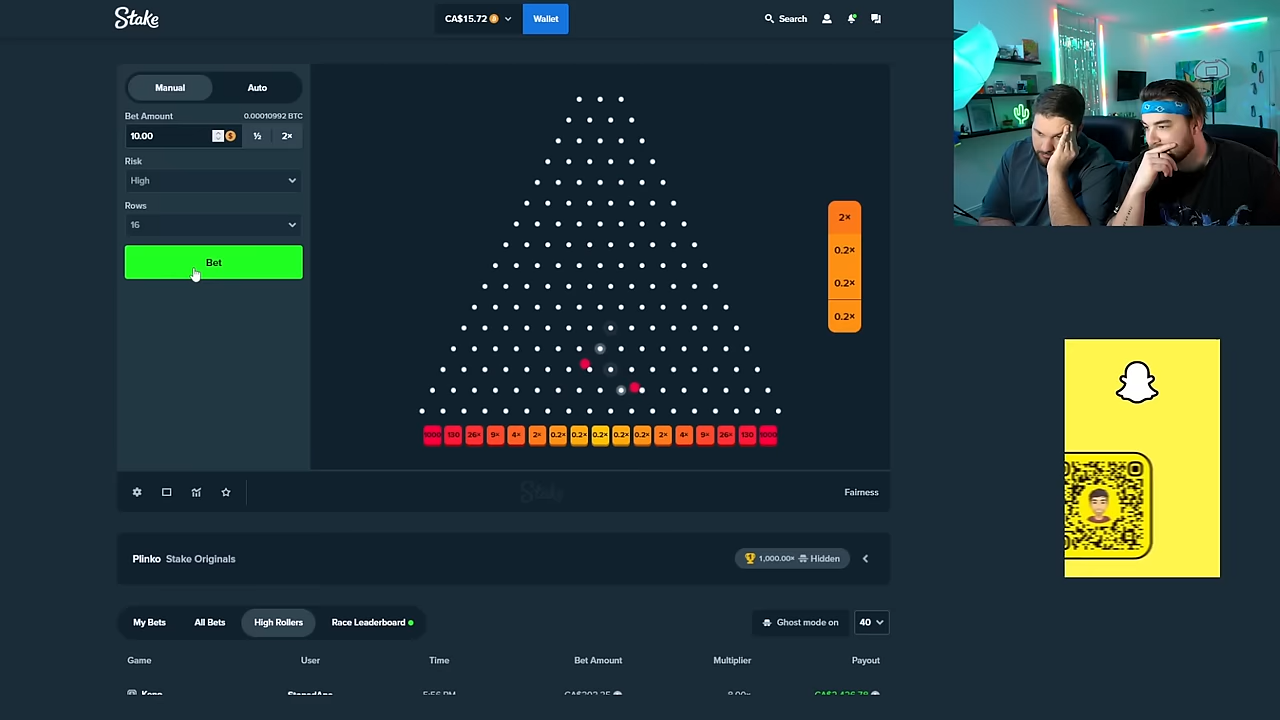 Stake
CA$15.72
Wallet
Search
Manual
Auto
Bet Amount
0.00010992 BTC
10.00
½
2×
Risk
High
Rows
16
Bet
2×
0.2×
0.2×
0.2×
1000 130 26× 9× 4× 2× 0.2× 0.2× 0.2× 0.2× 0.2× 2× 4× 9× 26× 130 1000
Stake
Fairness
Plinko Stake Originals
1,000.00× Hidden
My Bets
All Bets
High Rollers
Race Leaderboard
Ghost mode on
40
Game User Time Bet Amount Multiplier Payout